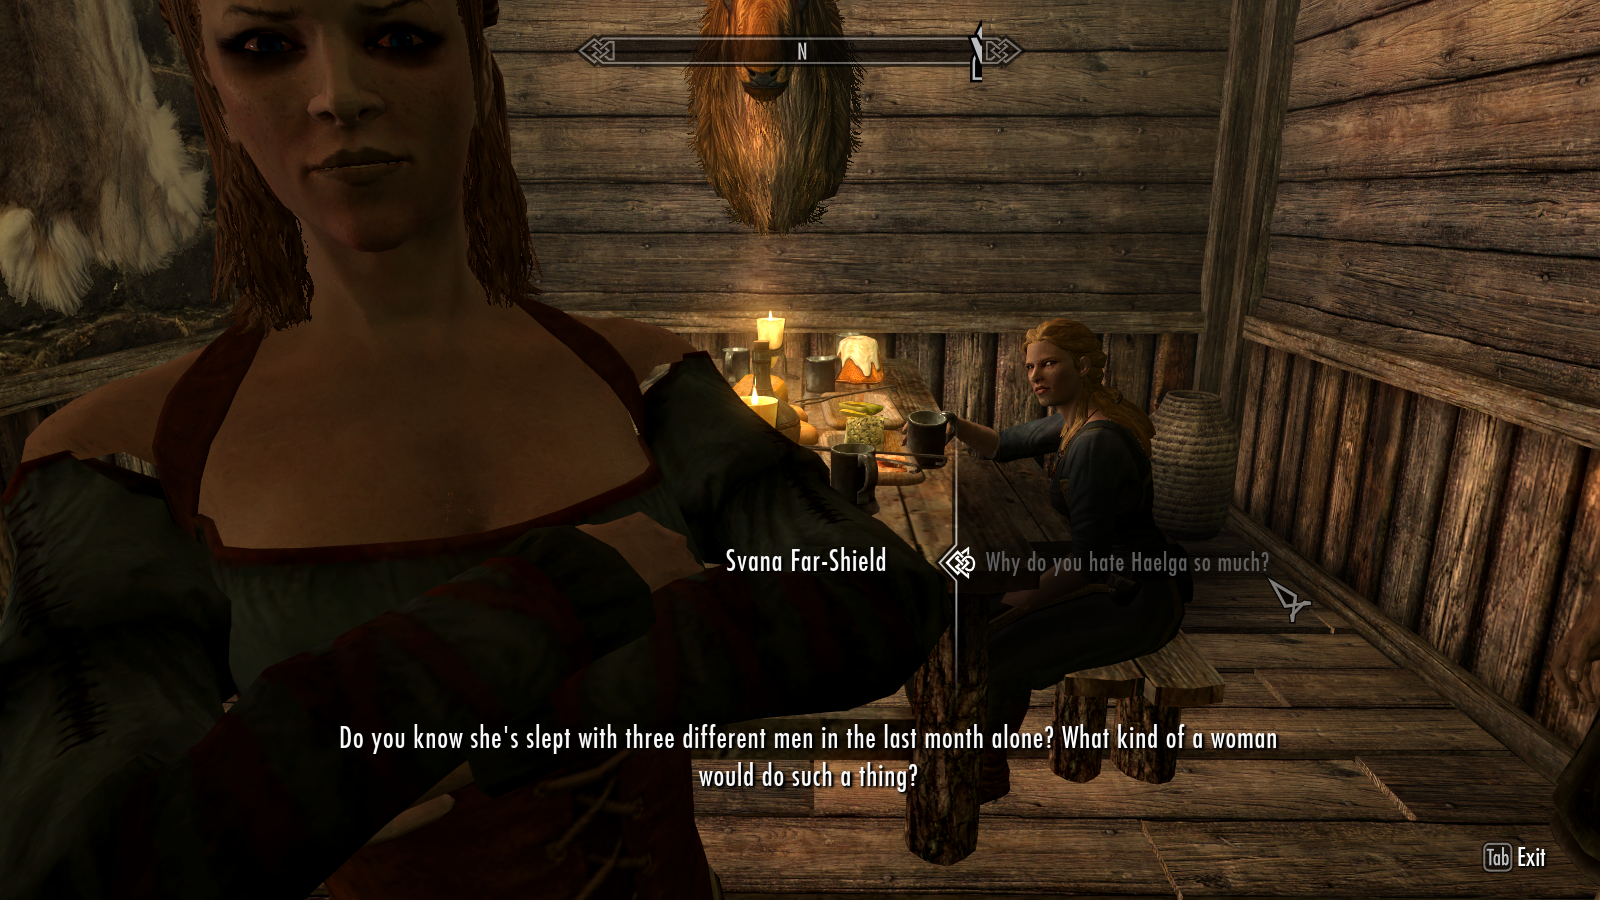 N
Svana Far-Shield
Why do you hate Haelga so much?
Do you know she's slept with three different men in the last month alone? What kind of a woman
would do such a thing?
Tab Exit